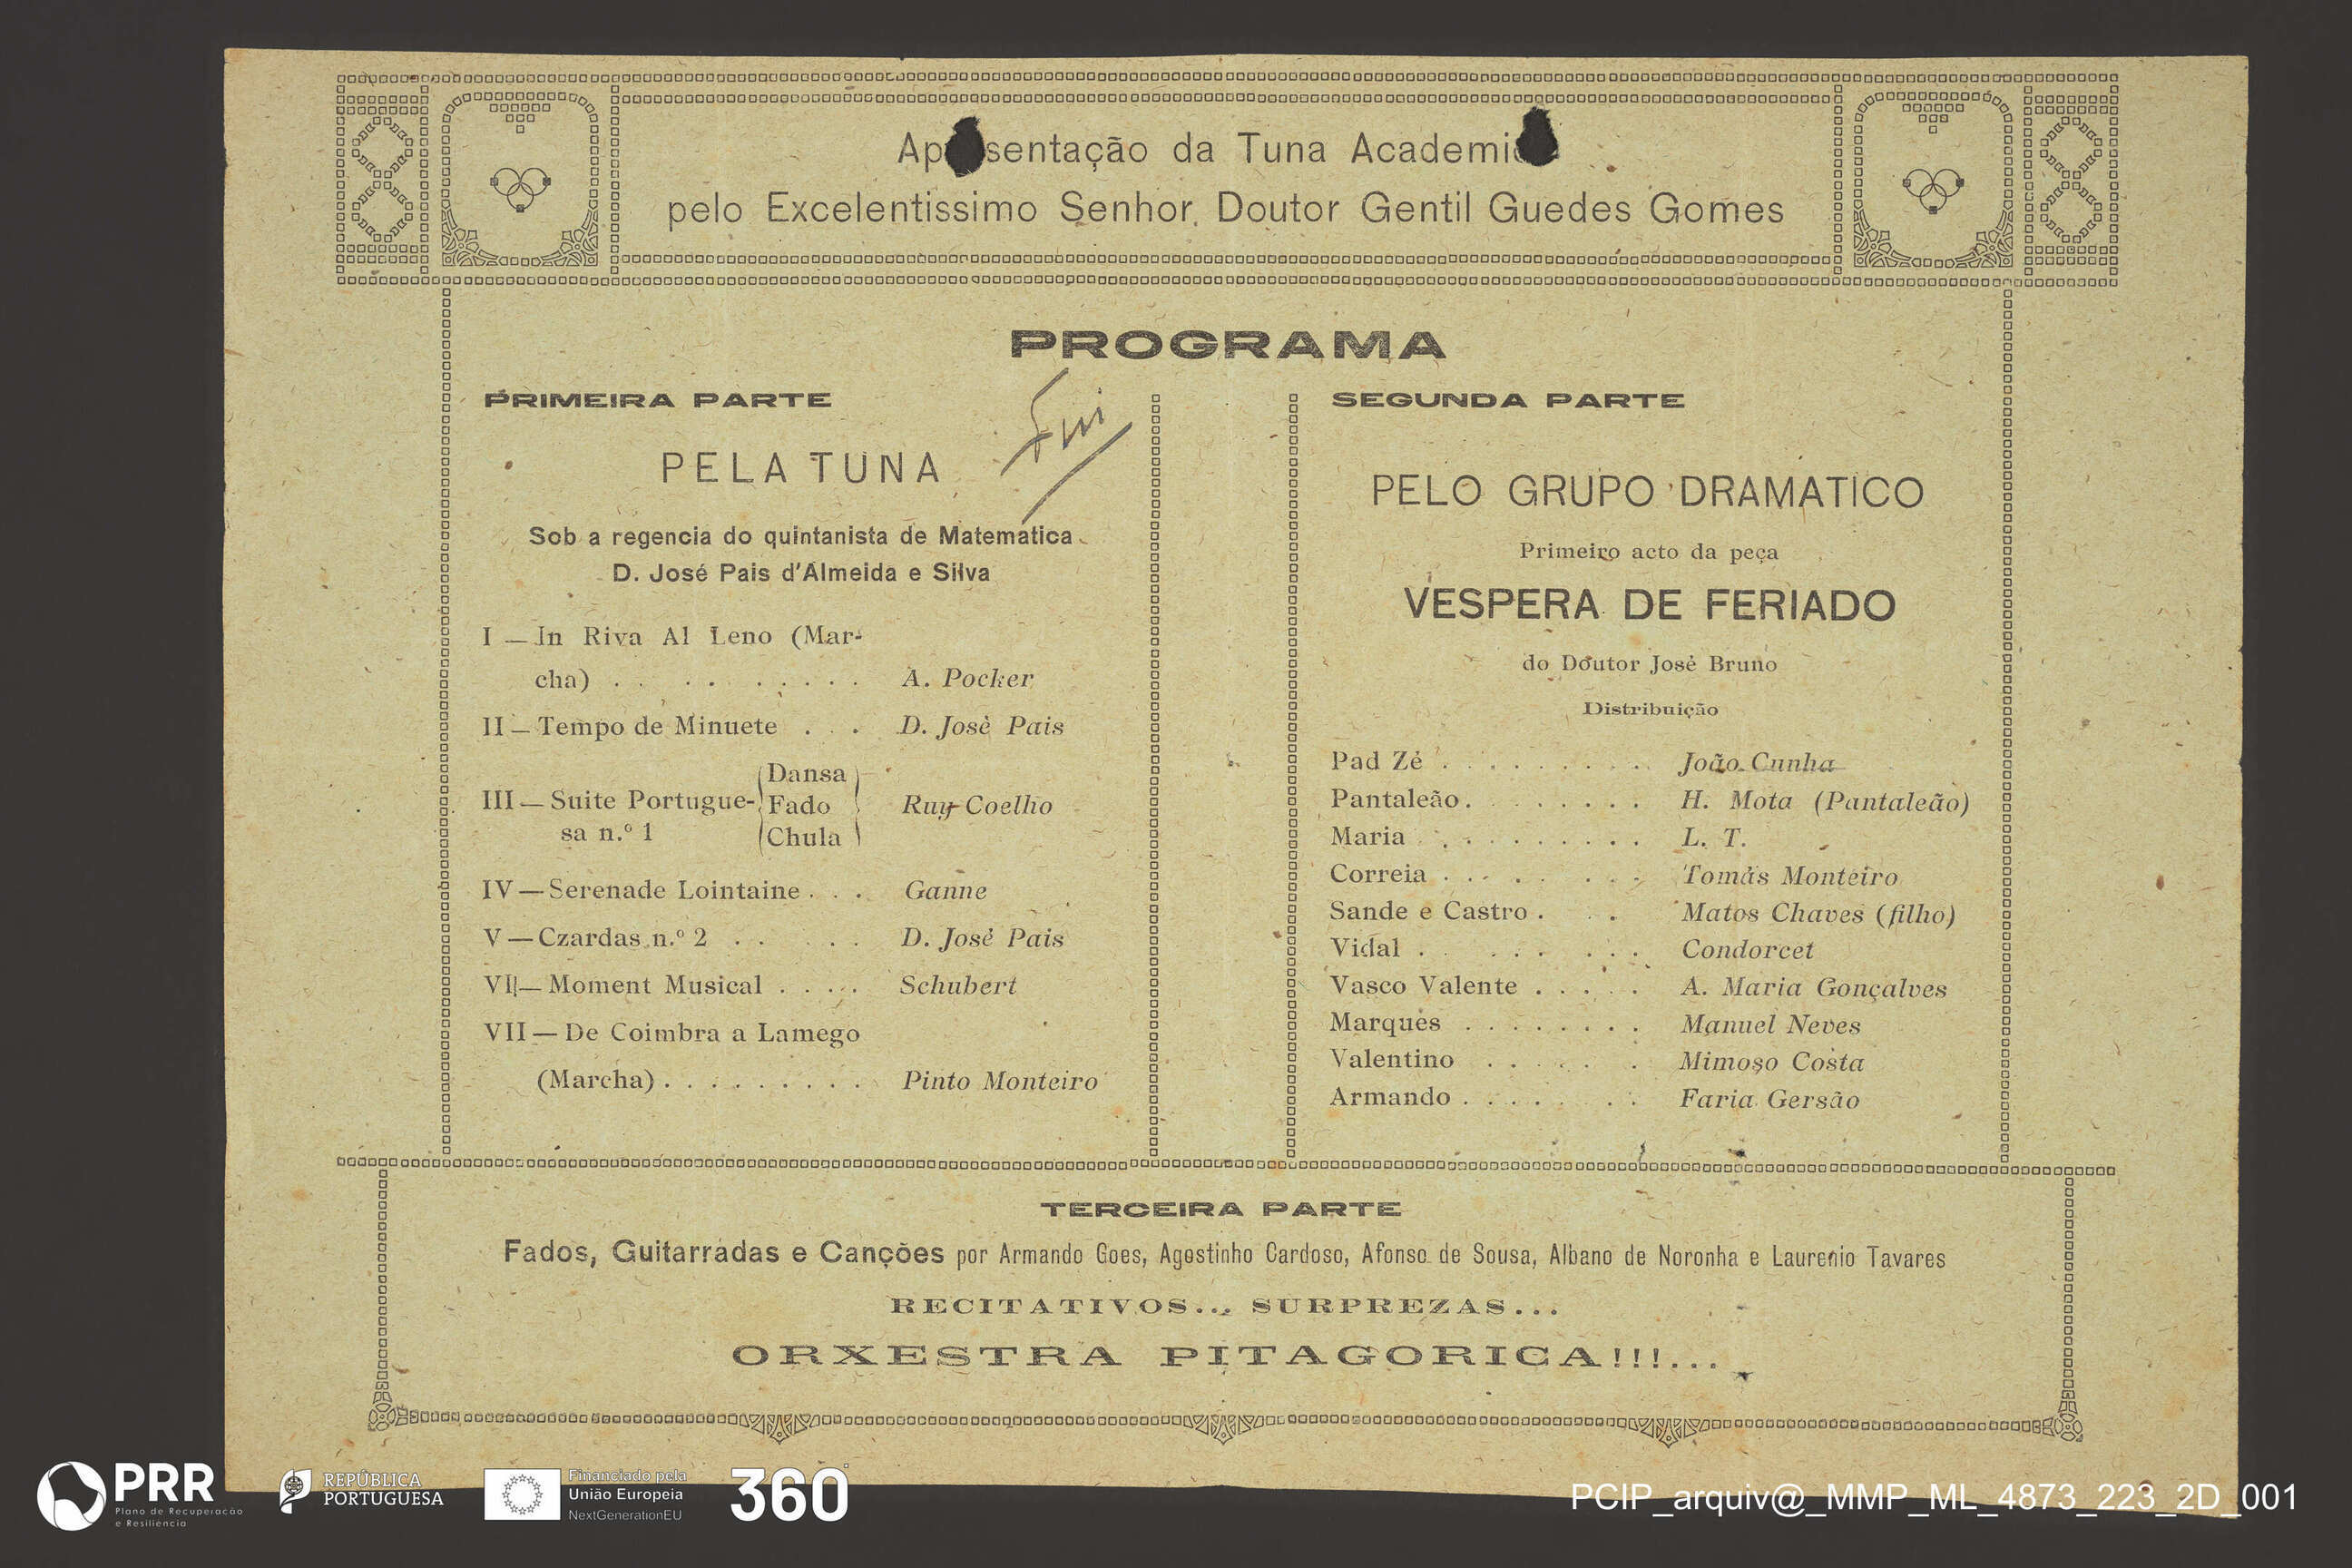 Apresentação da Tuna Academica
pelo Excelentissimo Senhor Doutor Gentil Guedes Gomes
PROGRAMA
PRIMEIRA PARTE
PELA TUNA
Sob a regencia do quintanista de Matematica
D. José Pais d'Almeida e Silva
I — In Riva Al Leno (Mar-
cha) . . . . . . . . . . A. Pocker
II — Tempo de Minuete . . . D. José Pais
III — Suite Portugue-
sa n.º 1
Dansa
Fado
Chula
Ruy Coelho
IV — Serenade Lointaine . . . Ganne
V — Czardas n.º 2 . . . . . D. José Pais
VI — Moment Musical . . . . Schubert
VII — De Coimbra a Lamego
(Marcha) . . . . . . . . . Pinto Monteiro
SEGUNDA PARTE
PELO GRUPO DRAMATICO
Primeiro acto da peça
VESPERA DE FERIADO
do Doutor José Bruno
Distribuição
Pad Zé . . . . . . . . . João Cunha
Pantaleão . . . . . . . . H. Mota (Pantaleão)
Maria . . . . . . . . . L. T.
Correia . . . . . . . . Tomás Monteiro
Sande e Castro . . . Matos Chaves (filho)
Vidal . . . . . . . . Condorcet
Vasco Valente . . . . . A. Maria Gonçalves
Marques . . . . . . . . Manuel Neves
Valentino . . . . . . Mimoso Costa
Armando . . . . . . . Faria Gersão
TERCEIRA PARTE
Fados, Guitarradas e Canções por Armando Goes, Agostinho Cardoso, Afonso de Sousa, Albano de Noronha e Laurenio Tavares
RECITATIVOS... SURPREZAS...
ORXESTRA PITAGORICA!!!...
PRR
Plano de Recuperação
e Resiliência
REPÚBLICA
PORTUGUESA
Financiado pela
União Europeia
NextGenerationEU
360°
PCIP_arquiv@_MMP_ML_4873_223_2D_001